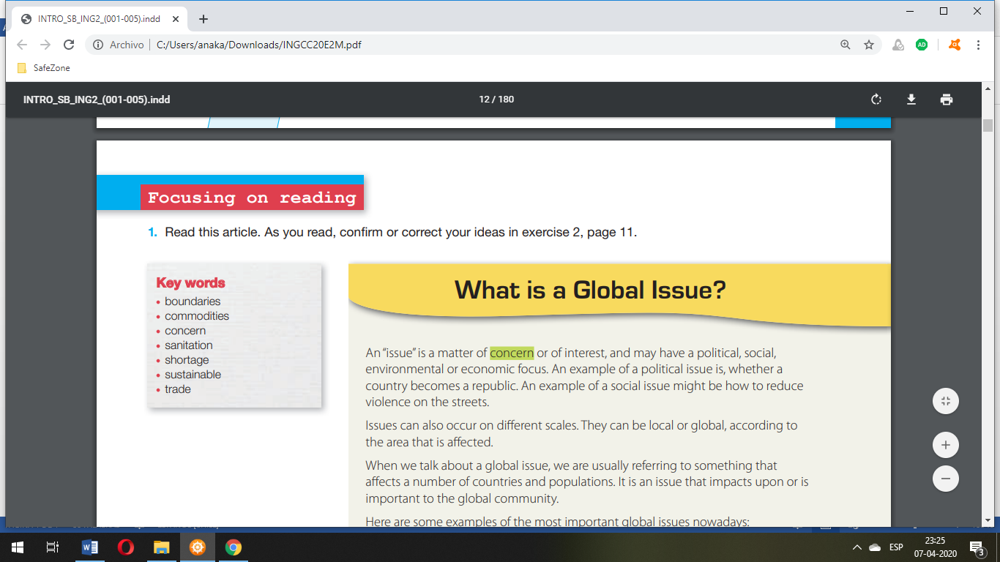 INTRO_SB_ING2_(001-005).indd
Archivo C:/Users/anaka/Downloads/INGCC20E2M.pdf
AD
SafeZone
INTRO_SB_ING2_(001-005).indd 12 / 180
Focusing on reading
1. Read this article. As you read, confirm or correct your ideas in exercise 2, page 11.
Key words
• boundaries
• commodities
• concern
• sanitation
• shortage
• sustainable
• trade
What is a Global Issue?
An “issue” is a matter of concern or of interest, and may have a political, social,
environmental or economic focus. An example of a political issue is, whether a
country becomes a republic. An example of a social issue might be how to reduce
violence on the streets.
Issues can also occur on different scales. They can be local or global, according to
the area that is affected.
When we talk about a global issue, we are usually referring to something that
affects a number of countries and populations. It is an issue that impacts upon or is
important to the global community.
Here are some examples of the most important global issues nowadays:
ESP
23:25
07-04-2020
3